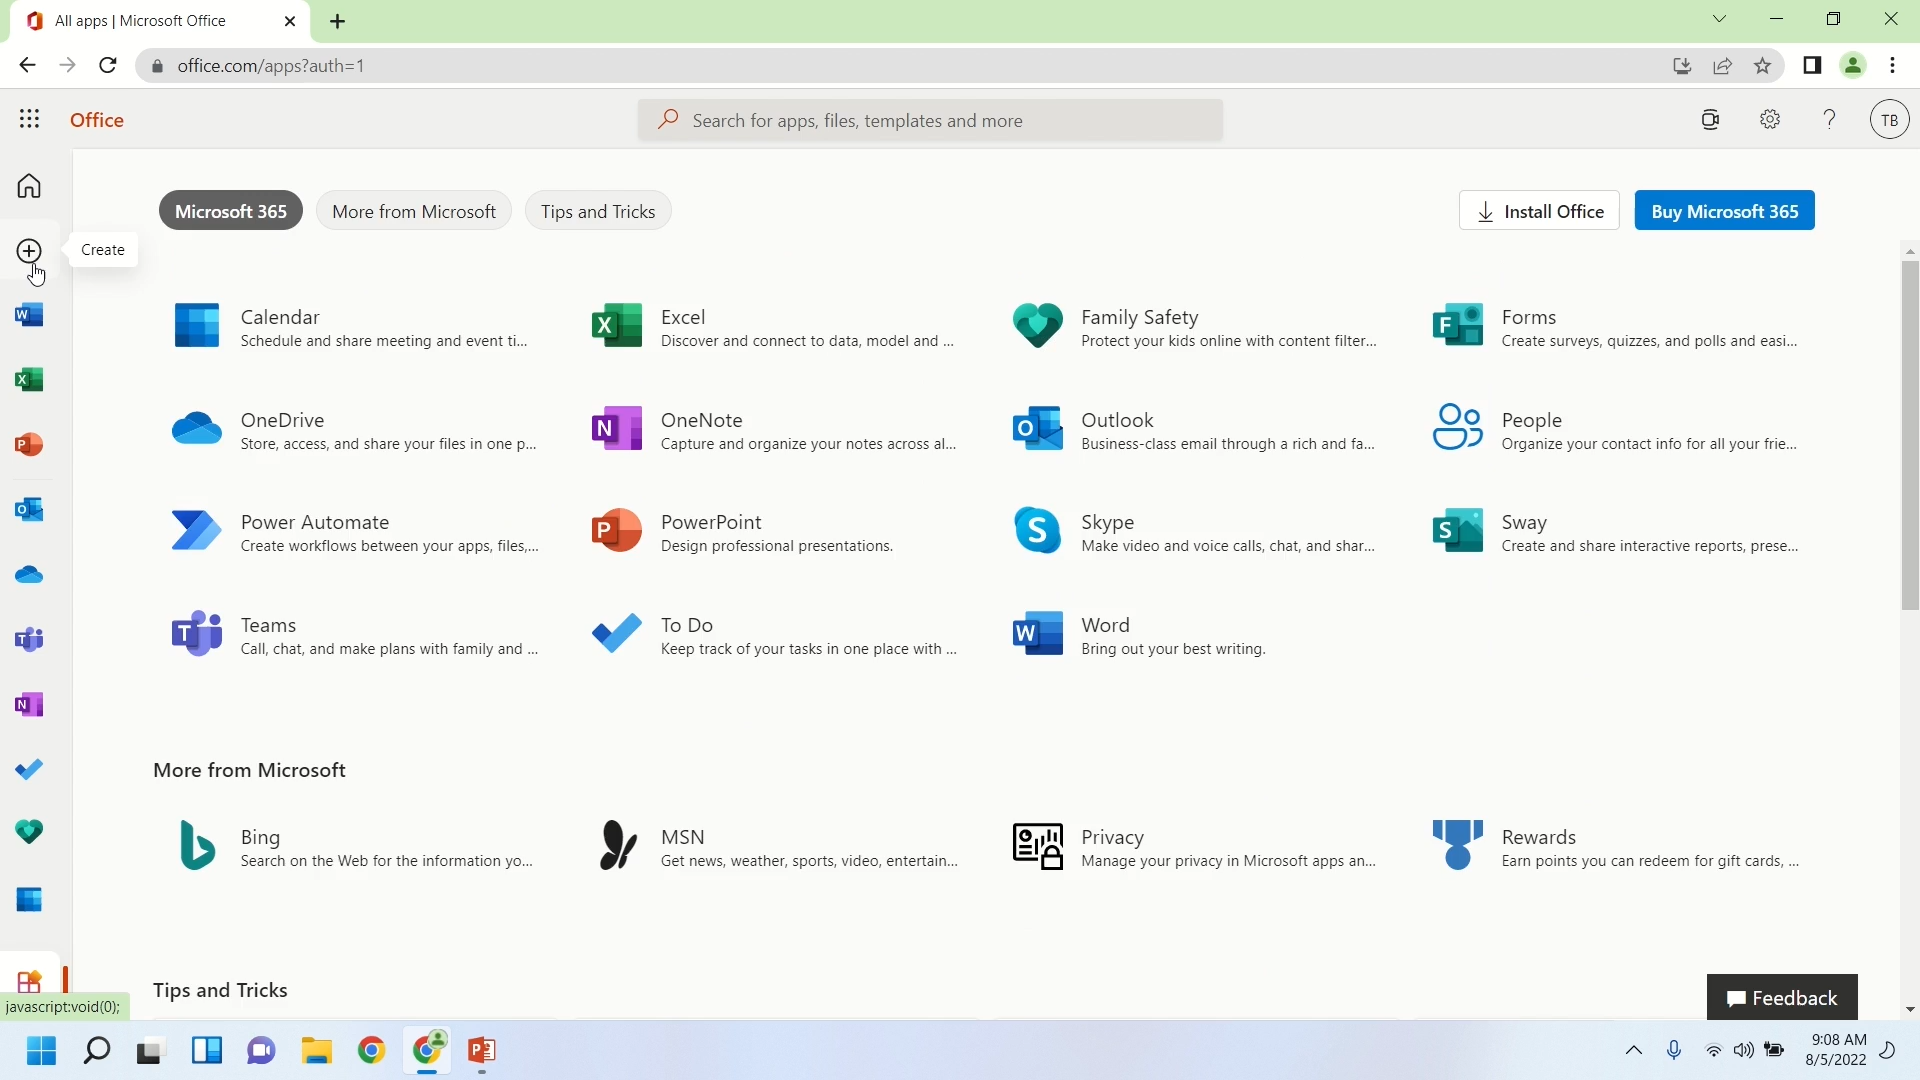 All apps | Microsoft Office
office.com/apps?auth=1
Office
Search for apps, files, templates and more
TB
Microsoft 365
More from Microsoft
Tips and Tricks
Install Office
Buy Microsoft 365
Create
Calendar
Schedule and share meeting and event ti...
Excel
Discover and connect to data, model and ...
Family Safety
Protect your kids online with content filter...
Forms
Create surveys, quizzes, and polls and easi...
OneDrive
Store, access, and share your files in one p...
OneNote
Capture and organize your notes across al...
Outlook
Business-class email through a rich and fa...
People
Organize your contact info for all your frie...
Power Automate
Create workflows between your apps, files,...
PowerPoint
Design professional presentations.
Skype
Make video and voice calls, chat, and shar...
Sway
Create and share interactive reports, prese...
Teams
Call, chat, and make plans with family and ...
To Do
Keep track of your tasks in one place with ...
Word
Bring out your best writing.
More from Microsoft
Bing
Search on the Web for the information yo...
MSN
Get news, weather, sports, video, entertain...
Privacy
Manage your privacy in Microsoft apps an...
Rewards
Earn points you can redeem for gift cards, ...
Tips and Tricks
Feedback
javascript:void(0);
9:08 AM
8/5/2022